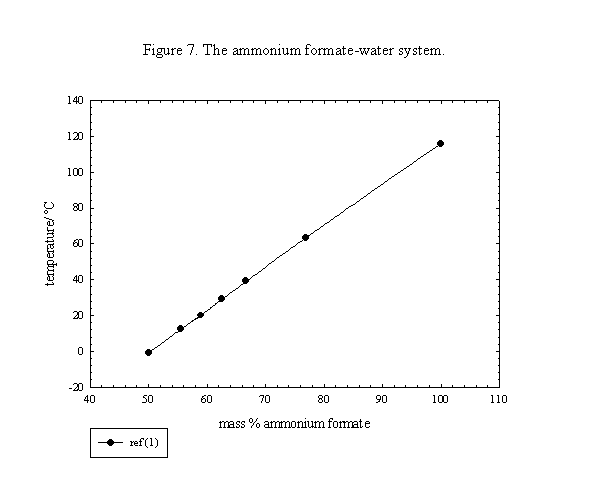 Figure 7. The ammonium formate-water system.
140
120
100
80
60
40
20
0
-20
temperature/ °C
40 50 60 70 80 90 100 110
mass % ammonium formate
ref (1)